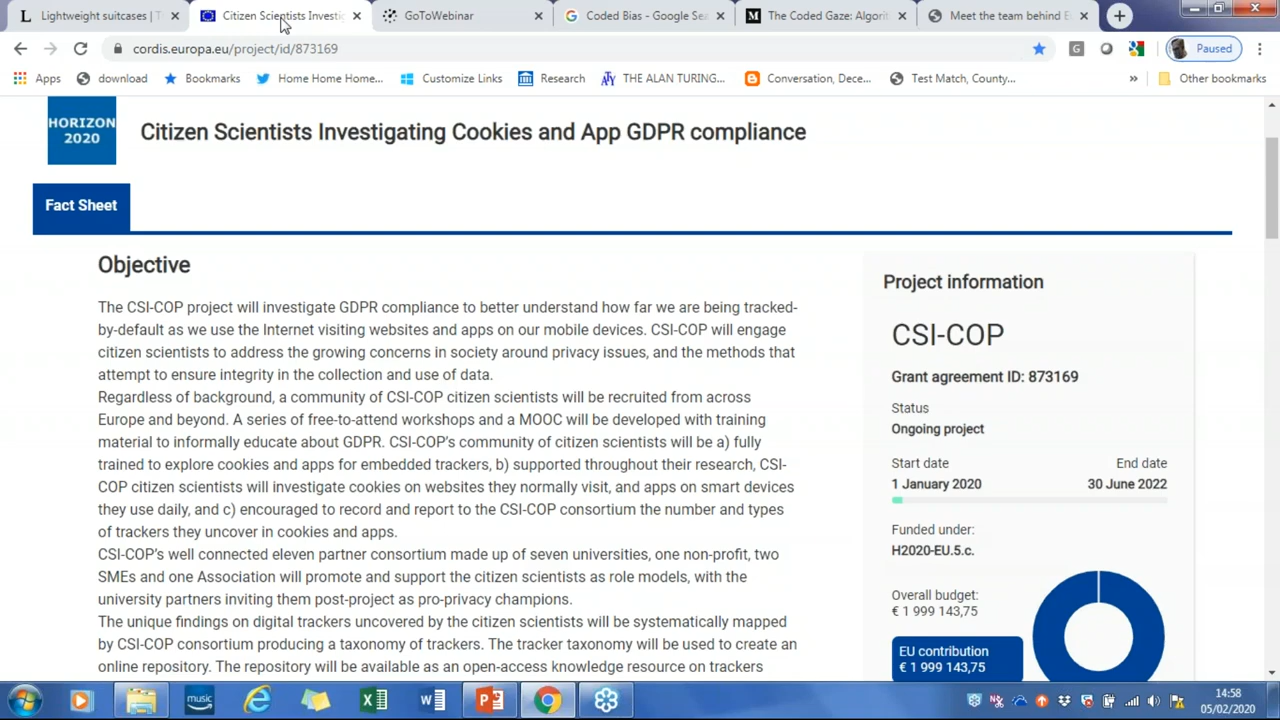 Lightweight suitcases | T
Citizen Scientists Investig
GoToWebinar
Coded Bias - Google Sea
The Coded Gaze: Algorit
Meet the team behind E
cordis.europa.eu/project/id/873169
Paused
Apps
download
Bookmarks
Home Home Home...
Customize Links
Research
THE ALAN TURING...
Conversation, Dece...
Test Match, County...
»
Other bookmarks
HORIZON
2020
Citizen Scientists Investigating Cookies and App GDPR compliance
Fact Sheet
Objective
The CSI-COP project will investigate GDPR compliance to better understand how far we are being tracked-
by-default as we use the Internet visiting websites and apps on our mobile devices. CSI-COP will engage
citizen scientists to address the growing concerns in society around privacy issues, and the methods that
attempt to ensure integrity in the collection and use of data.
Regardless of background, a community of CSI-COP citizen scientists will be recruited from across
Europe and beyond. A series of free-to-attend workshops and a MOOC will be developed with training
material to informally educate about GDPR. CSI-COP's community of citizen scientists will be a) fully
trained to explore cookies and apps for embedded trackers, b) supported throughout their research, CSI-
COP citizen scientists will investigate cookies on websites they normally visit, and apps on smart devices
they use daily, and c) encouraged to record and report to the CSI-COP consortium the number and types
of trackers they uncover in cookies and apps.
CSI-COP's well connected eleven partner consortium made up of seven universities, one non-profit, two
SMEs and one Association will promote and support the citizen scientists as role models, with the
university partners inviting them post-project as pro-privacy champions.
The unique findings on digital trackers uncovered by the citizen scientists will be systematically mapped
by CSI-COP consortium producing a taxonomy of trackers. The tracker taxonomy will be used to create an
online repository. The repository will be available as an open-access knowledge resource on trackers
Project information
CSI-COP
Grant agreement ID: 873169
Status
Ongoing project
Start date
End date
1 January 2020
30 June 2022
Funded under:
H2020-EU.5.c.
Overall budget:
€ 1 999 143,75
EU contribution
€ 1 999 143,75
music
14:58
05/02/2020